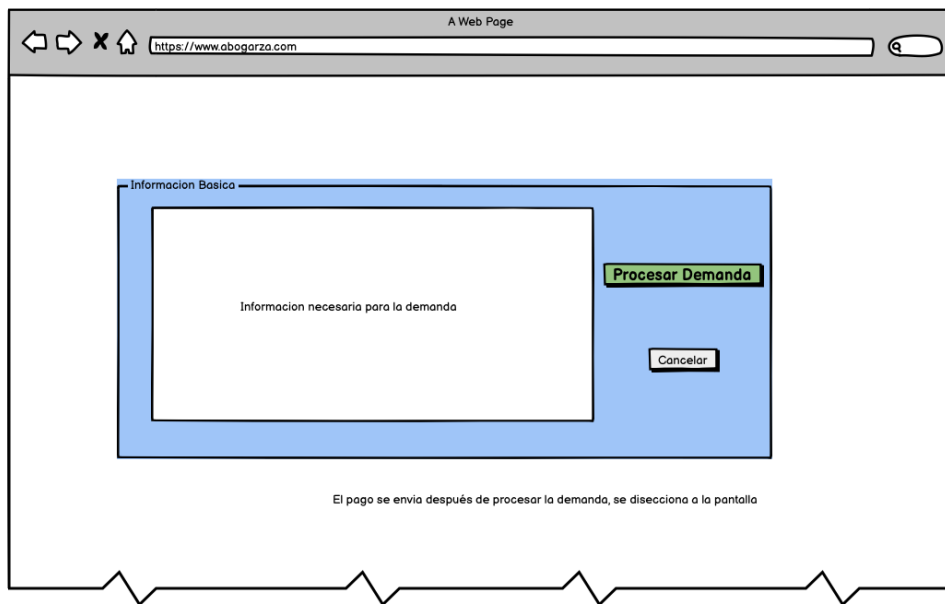 A Web Page
https://www.abogarza.com
Informacion Basica
Procesar Demanda
Informacion necesaria para la demanda
Cancelar
El pago se envia después de procesar la demanda, se disecciona a la pantalla